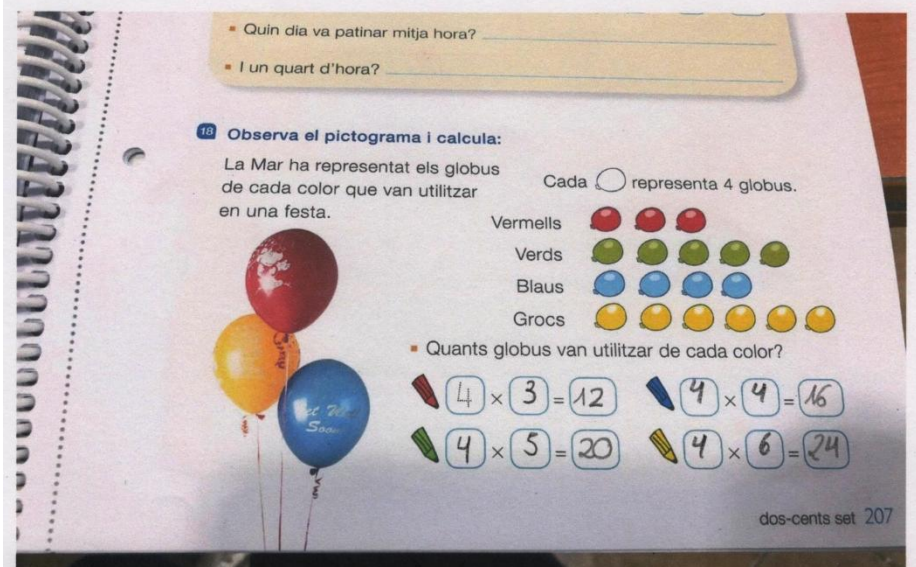 Quin dia va patinar mitja hora?
I un quart d'hora?
18 Observa el pictograma i calcula:
La Mar ha representat els globus
de cada color que van utilitzar
en una festa.
Cada representa 4 globus.
Vermells
Verds
Blaus
Grocs
Quants globus van utilitzar de cada color?
4 × 3 = 12
4 × 4 = 16
4 × 5 = 20
4 × 6 = 24
Soon
dos-cents set 207